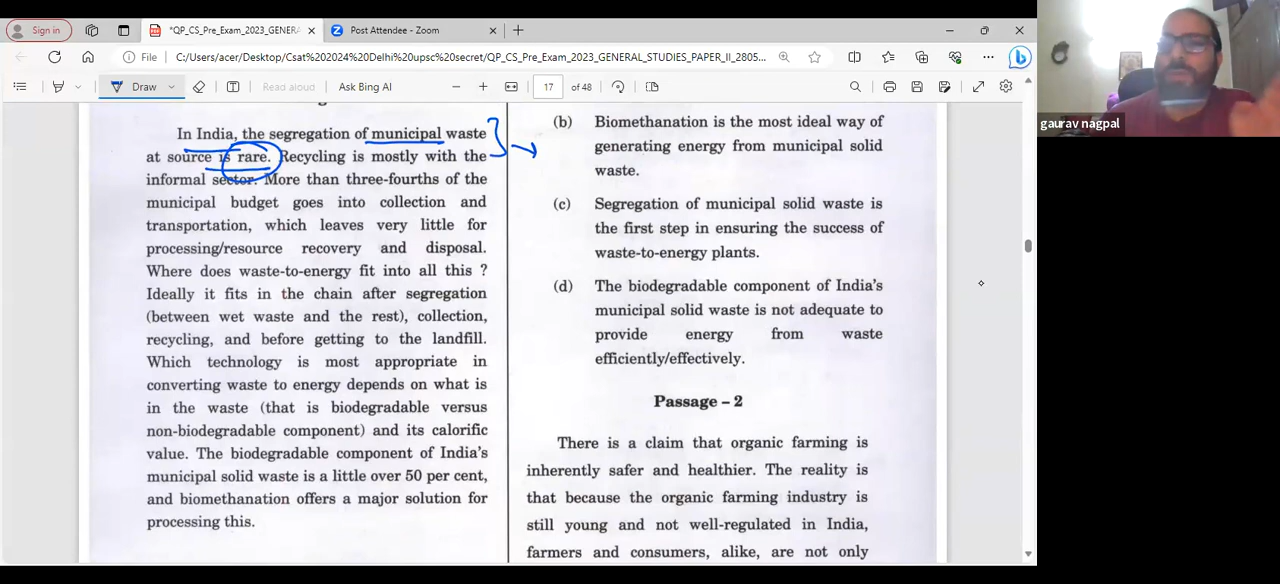 Sign in
*QP_CS_Pre_Exam_2023_GENERA
Post Attendee - Zoom
File
C:/Users/acer/Desktop/Csat%202024%20Delhi%20upsc%20secret/QP_CS_Pre_Exam_2023_GENERAL_STUDIES_PAPER_II_2805...
Draw
Read aloud
Ask Bing AI
17
of 48
In India, the segregation of municipal waste
at source is rare. Recycling is mostly with the
informal sector. More than three-fourths of the
municipal budget goes into collection and
transportation, which leaves very little for
processing/resource recovery and disposal.
Where does waste-to-energy fit into all this ?
Ideally it fits in the chain after segregation
(between wet waste and the rest), collection,
recycling, and before getting to the landfill.
Which technology is most appropriate in
converting waste to energy depends on what is
in the waste (that is biodegradable versus
non-biodegradable component) and its calorific
value. The biodegradable component of India's
municipal solid waste is a little over 50 per cent,
and biomethanation offers a major solution for
processing this.
(b) Biomethanation is the most ideal way of
generating energy from municipal solid
waste.
(c) Segregation of municipal solid waste is
the first step in ensuring the success of
waste-to-energy plants.
(d) The biodegradable component of India's
municipal solid waste is not adequate to
provide energy from waste
efficiently/effectively.
Passage – 2
There is a claim that organic farming is
inherently safer and healthier. The reality is
that because the organic farming industry is
still young and not well-regulated in India,
farmers and consumers, alike, are not only
gaurav nagpal